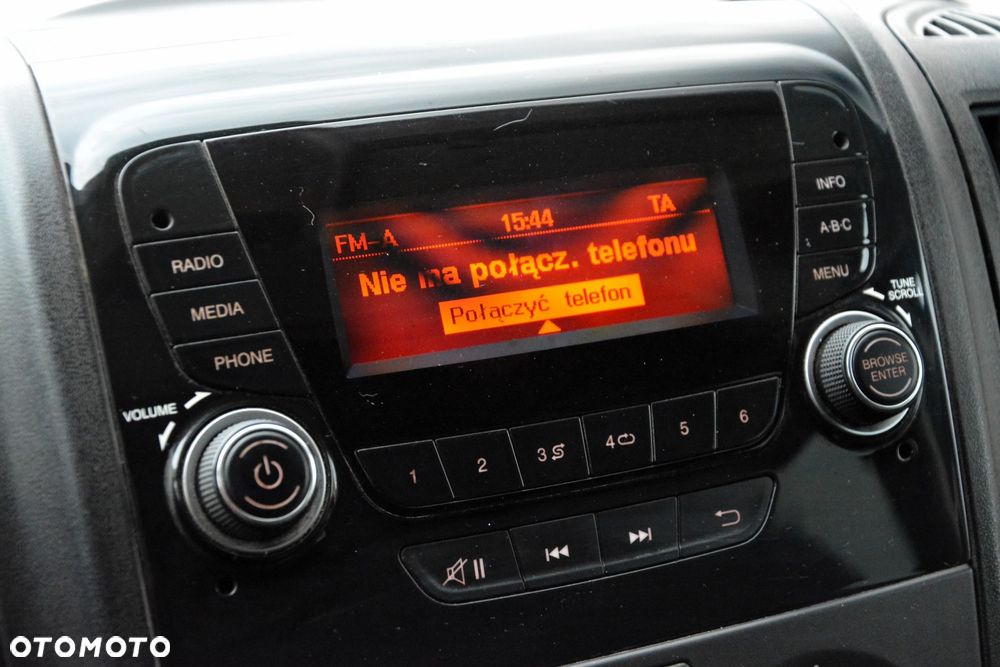 FM-A 15:44 TA
Nie ma połącz. telefonu
Połączyć telefon
RADIO
MEDIA
PHONE
VOLUME
INFO
A·B·C
MENU
TUNE
SCROLL
BROWSE
ENTER
1 2 3 4 5 6
OTOMOTO